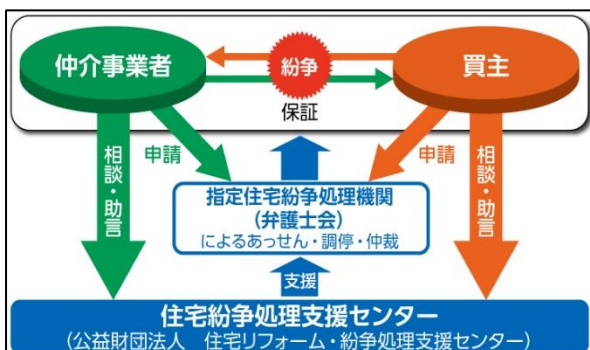 仲介事業者
紛争
買主
保証
申請
申請
相談・助言
相談・助言
指定住宅紛争処理機関
(弁護士会)
によるあっせん・調停・仲裁
支援
住宅紛争処理支援センター
(公益財団法人　住宅リフォーム・紛争処理支援センター)